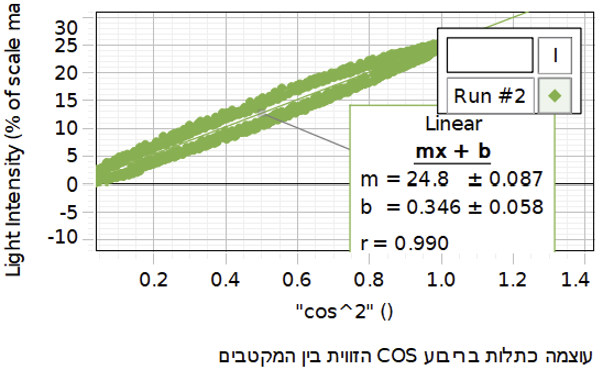 Light Intensity (% of scale ma
30
25
20
15
10
5
0
-5
-10
I
Run #2
Linear
mx + b
m = 24.8 ± 0.087
b = 0.346 ± 0.058
r = 0.990
0.2 0.4 0.6 0.8 1.0 1.2 1.4
"cos^2" ()
עוצמה כתלות בריבוע COS הזווית בין המקטבים